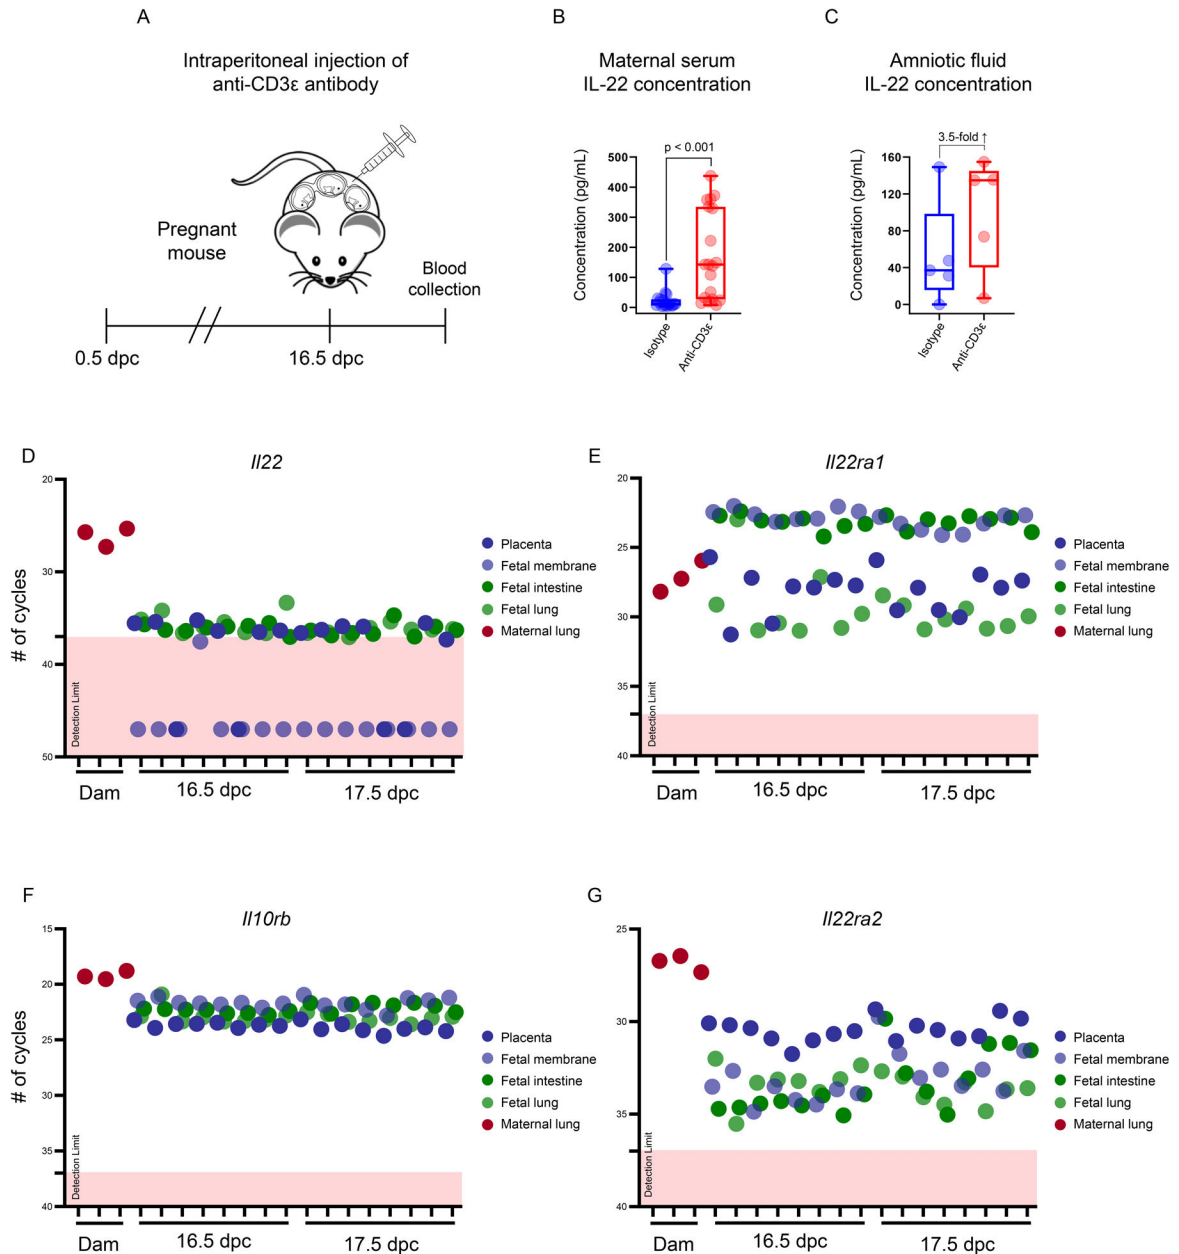 A
Intraperitoneal injection of
anti-CD3ε antibody
Pregnant
mouse
Blood
collection
0.5 dpc
16.5 dpc
B
Maternal serum
IL-22 concentration
p < 0.001
Concentration (pg/mL)
500
400
300
200
100
0
Isotype
Anti-CD3ε
C
Amniotic fluid
IL-22 concentration
3.5-fold ↑
Concentration (pg/mL)
160
120
80
40
0
Isotype
Anti-CD3ε
D
Il22
# of cycles
20
30
40
50
Detection Limit
Dam
16.5 dpc
17.5 dpc
Placenta
Fetal membrane
Fetal intestine
Fetal lung
Maternal lung
E
Il22ra1
20
25
30
35
40
Detection Limit
Dam
16.5 dpc
17.5 dpc
Placenta
Fetal membrane
Fetal intestine
Fetal lung
Maternal lung
F
Il10rb
# of cycles
15
20
25
30
35
40
Detection Limit
Dam
16.5 dpc
17.5 dpc
Placenta
Fetal membrane
Fetal intestine
Fetal lung
Maternal lung
G
Il22ra2
25
30
35
40
Detection Limit
Dam
16.5 dpc
17.5 dpc
Placenta
Fetal membrane
Fetal intestine
Fetal lung
Maternal lung